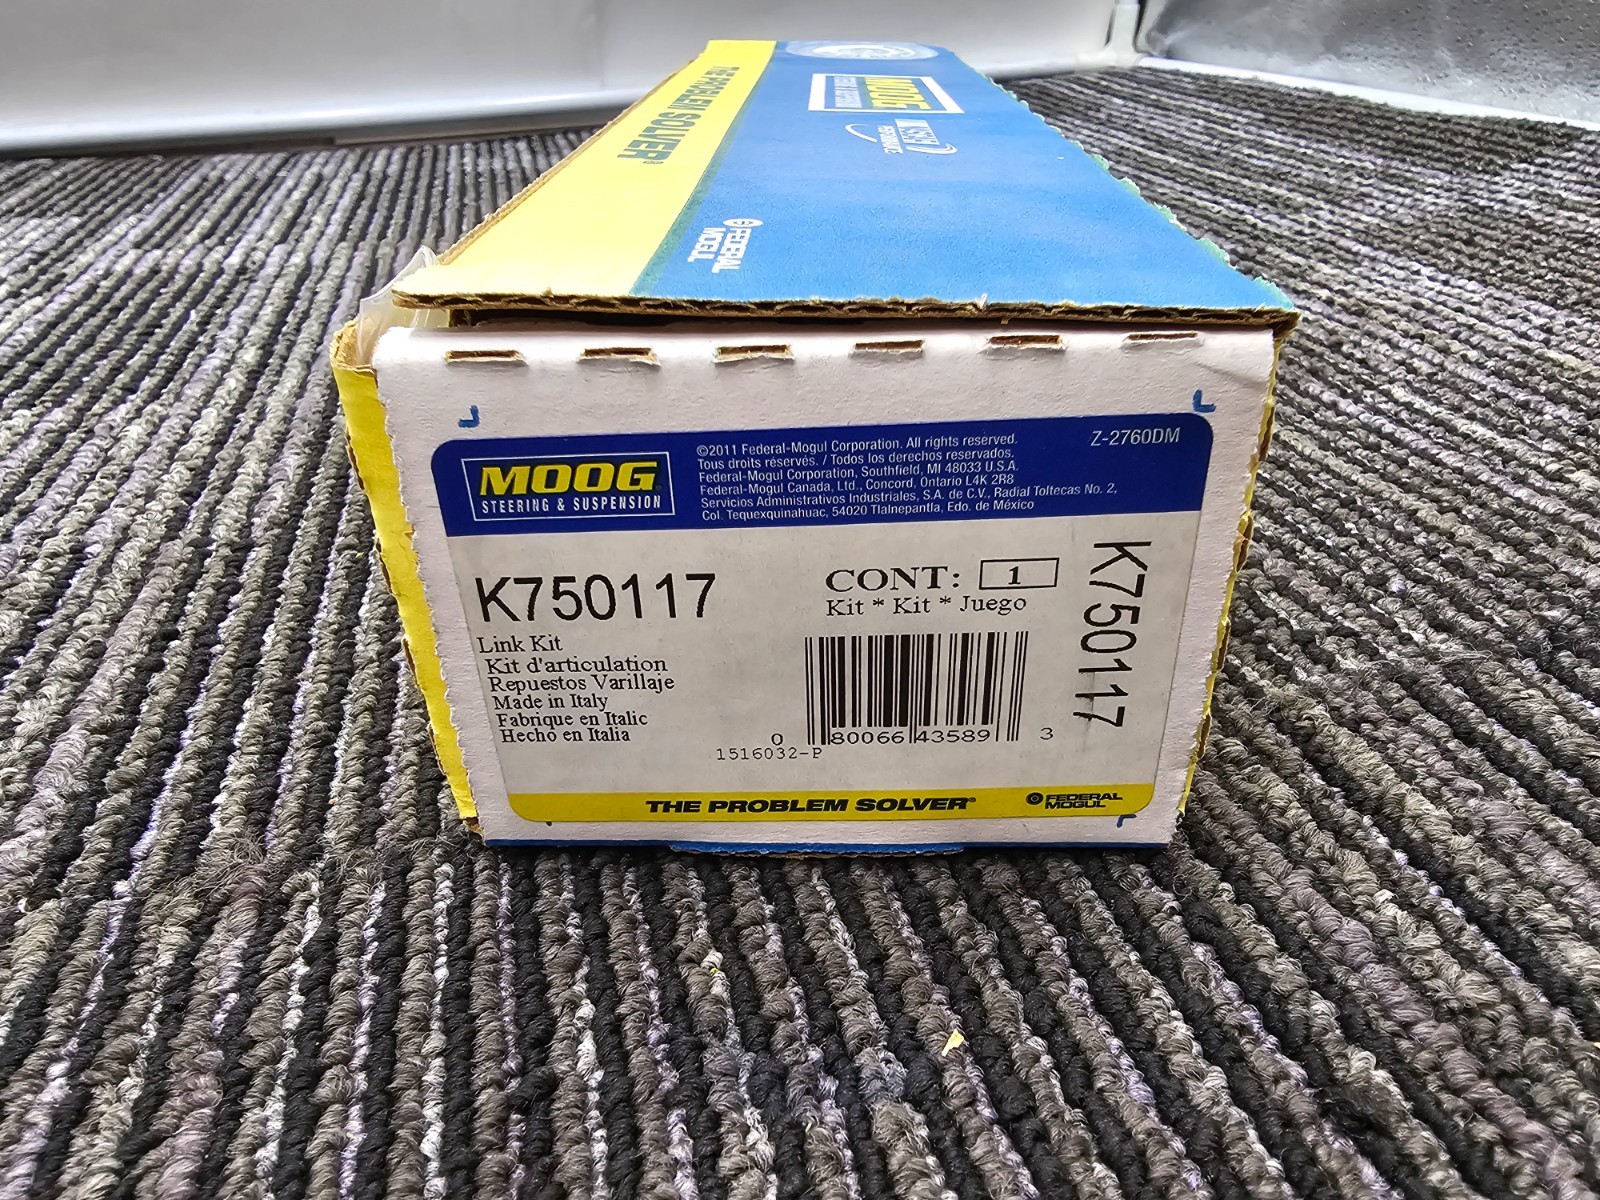 THE PROBLEM SOLVER®
MOOG
STEERING & SUSPENSION
FEDERAL
MOGUL
MOOG
STEERING & SUSPENSION
©2011 Federal-Mogul Corporation. All rights reserved.
Tous droits réservés. / Todos los derechos reservados.
Federal-Mogul Corporation, Southfield, MI 48033 U.S.A.
Federal-Mogul Canada, Ltd., Concord, Ontario L4K 2R8
Servicios Administrativos Industriales, S.A. de C.V., Radial Toltecas No. 2,
Col. Tequexquinahuac, 54020 Tlalnepantla, Edo. de México
Z-2760DM
K750117
Link Kit
Kit d'articulation
Repuestos Varillaje
Made in Italy
Fabrique en Italie
Hecho en Italia
CONT: 1
Kit * Kit * Juego
0 80066 43589 3
1516032-P
K750117
THE PROBLEM SOLVER®
FEDERAL
MOGUL